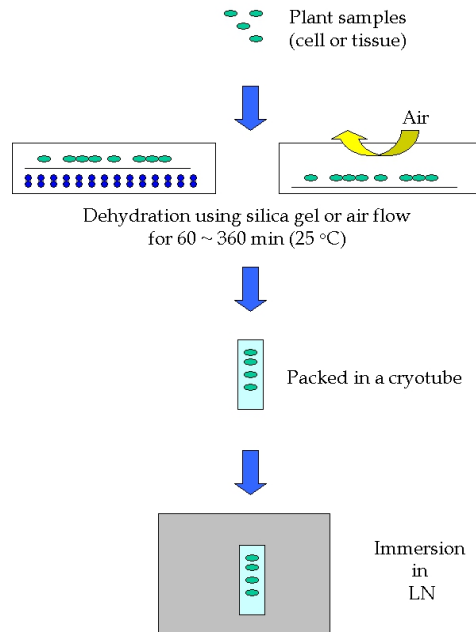 Plant samples
(cell or tissue)
Air
Dehydration using silica gel or air flow
for 60 ~ 360 min (25 °C)
Packed in a cryotube
Immersion
in
LN